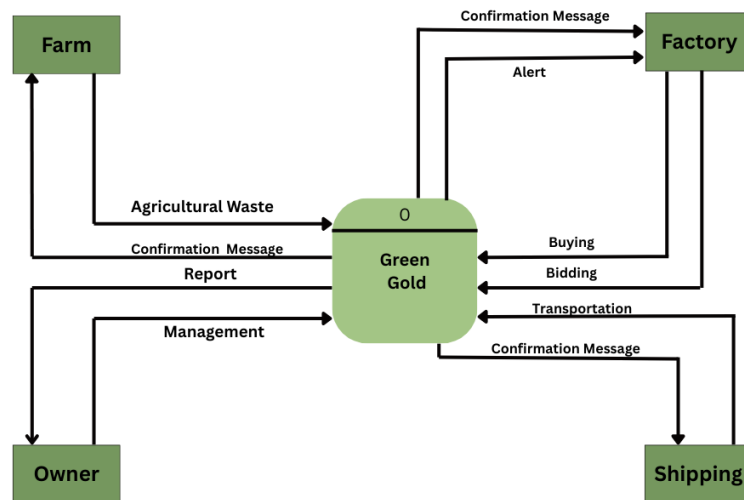 Confirmation Message
Farm
Factory
Alert
Agricultural Waste
0
Confirmation Message
Buying
Green
Gold
Report
Bidding
Transportation
Management
Confirmation Message
Owner
Shipping